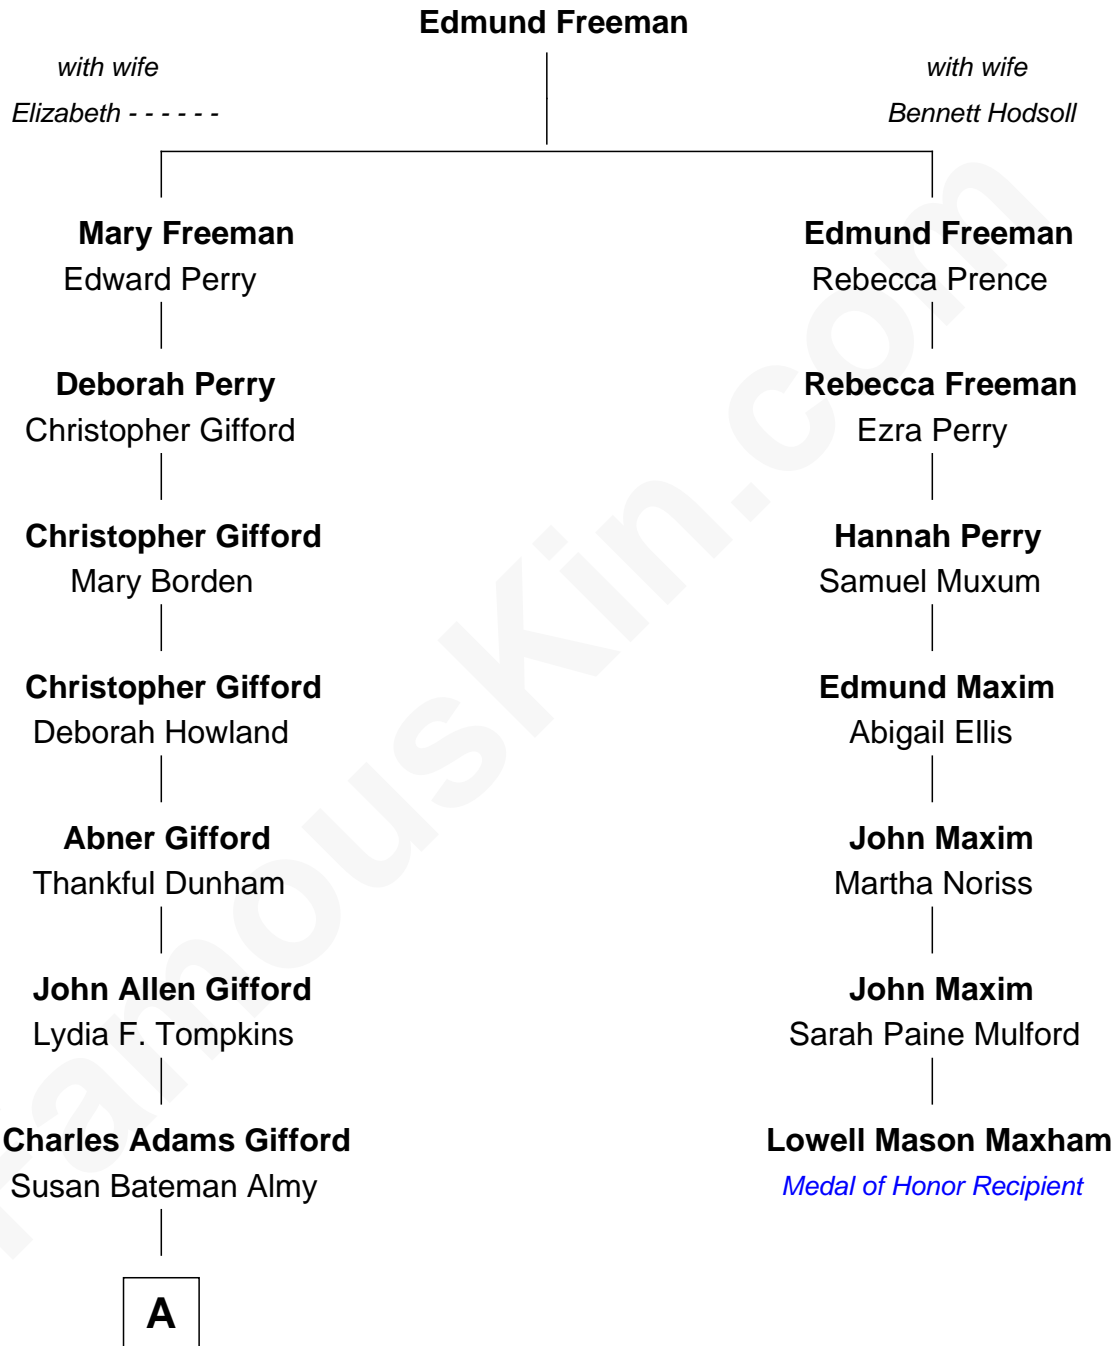 Edmund Freeman
with wife
Elizabeth - - - - - -
with wife
Bennett Hodsoll
Mary Freeman
Edward Perry
Edmund Freeman
Rebecca Prence
Deborah Perry
Christopher Gifford
Rebecca Freeman
Ezra Perry
Christopher Gifford
Mary Borden
Hannah Perry
Samuel Muxum
Christopher Gifford
Deborah Howland
Edmund Maxim
Abigail Ellis
Abner Gifford
Thankful Dunham
John Maxim
Martha Noriss
John Allen Gifford
Lydia F. Tompkins
John Maxim
Sarah Paine Mulford
Charles Adams Gifford
Susan Bateman Almy
Lowell Mason Maxham
Medal of Honor Recipient
A
FamousKin.com